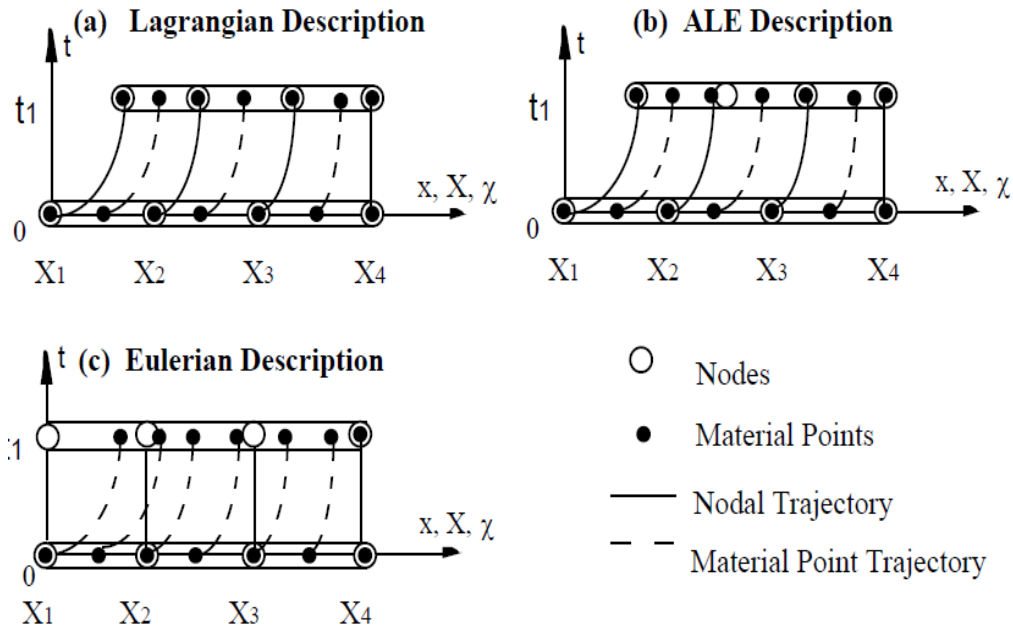 (a) Lagrangian Description
t
t1
x, X, χ
0
X1 X2 X3 X4
(b) ALE Description
t
t1
x, X, χ
0
X1 X2 X3 X4
(c) Eulerian Description
t
1
x, X, χ
0
X1 X2 X3 X4
Nodes
Material Points
Nodal Trajectory
Material Point Trajectory